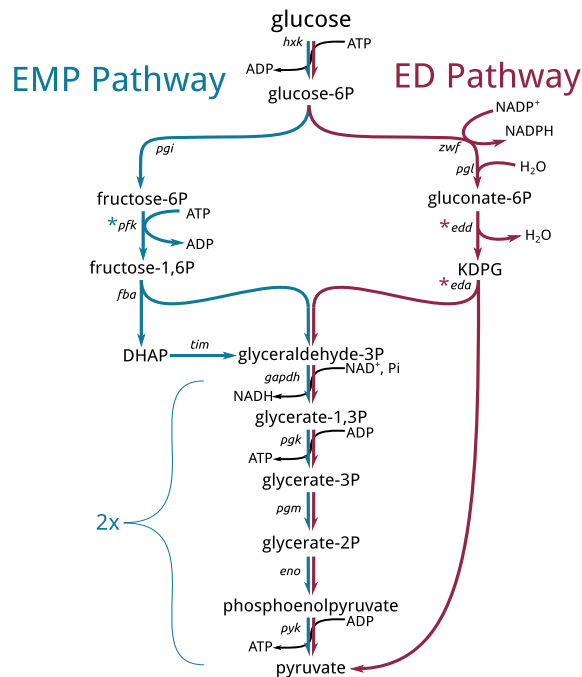 glucose
hxk
ATP
ADP
EMP Pathway
ED Pathway
glucose-6P
NADP⁺
NADPH
zwf
pgi
pgl
H₂O
fructose-6P
gluconate-6P
ATP
*pfk
*edd
ADP
H₂O
fructose-1,6P
KDPG
fba
*eda
tim
DHAP
glyceraldehyde-3P
NAD⁺, Pi
gapdh
NADH
glycerate-1,3P
ADP
pgk
ATP
glycerate-3P
pgm
2x
glycerate-2P
eno
phosphoenolpyruvate
ADP
pyk
ATP
pyruvate